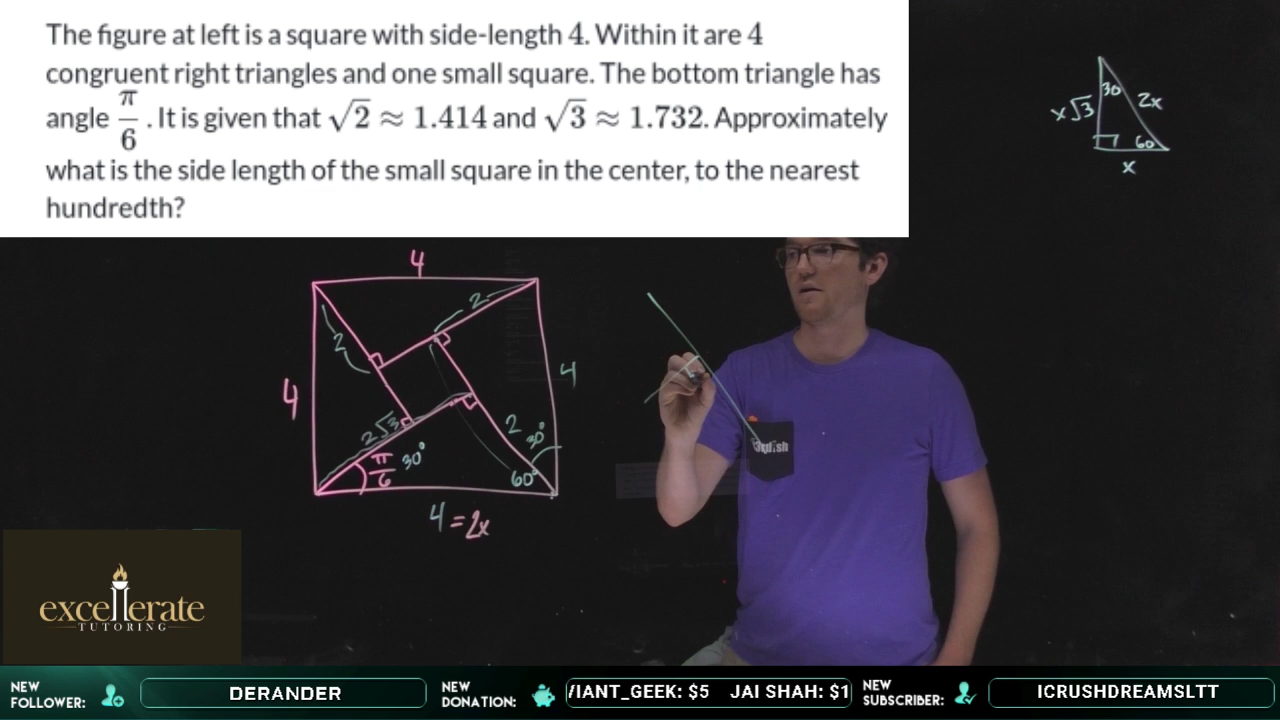 The figure at left is a square with side-length 4. Within it are 4
congruent right triangles and one small square. The bottom triangle has
angle π/6. It is given that √2 ≈ 1.414 and √3 ≈ 1.732. Approximately
what is the side length of the small square in the center, to the nearest
hundredth?
30
x√3
2x
60
x
4
2
2
4
4
2√3
2
30°
π/6
30°
60°
4 = 2x
excellerate
TUTORING
NEW
FOLLOWER:
DERANDER
NEW
DONATION:
/IANT_GEEK: $5 JAI SHAH: $1
NEW
SUBSCRIBER:
ICRUSHDREAMSLTT